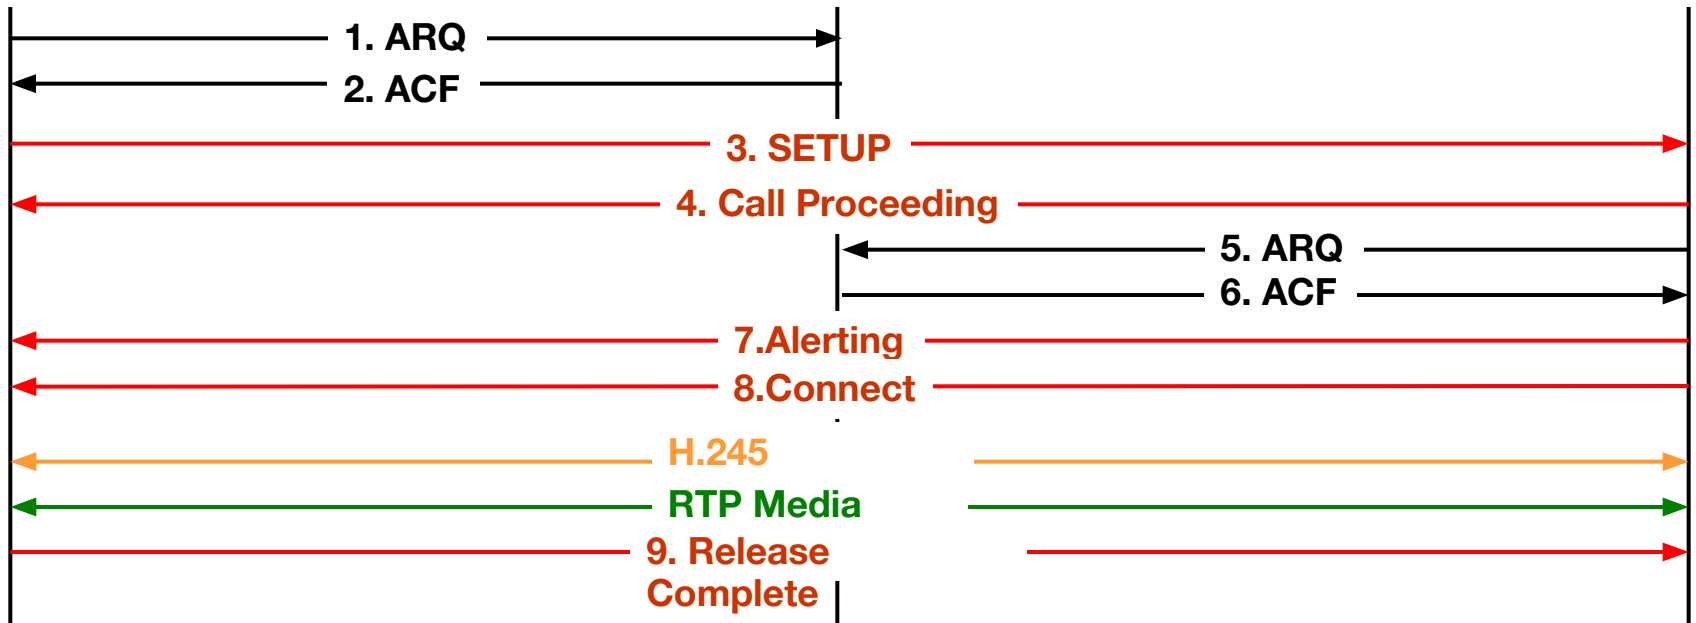 1. ARQ
2. ACF
3. SETUP
4. Call Proceeding
5. ARQ
6. ACF
7.Alerting
8.Connect
H.245
RTP Media
9. Release
Complete